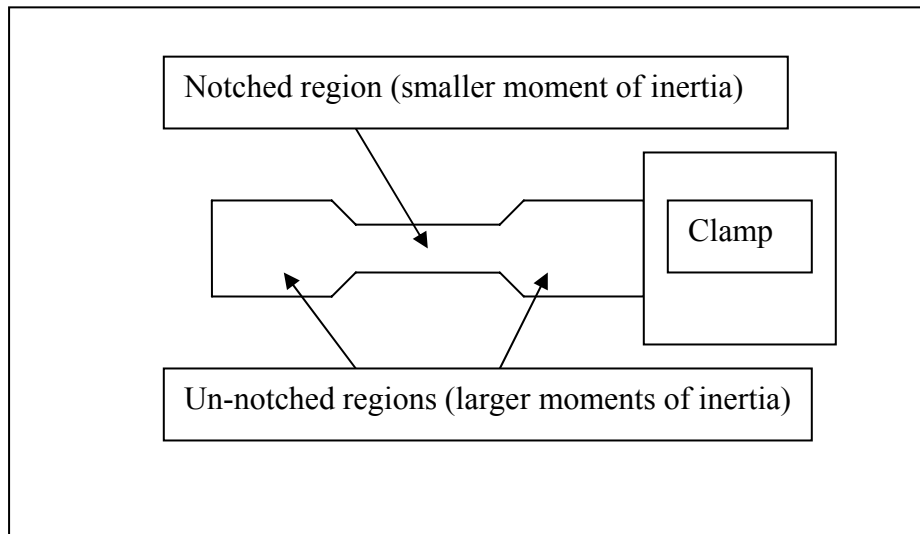 Notched region (smaller moment of inertia)
Clamp
Un-notched regions (larger moments of inertia)